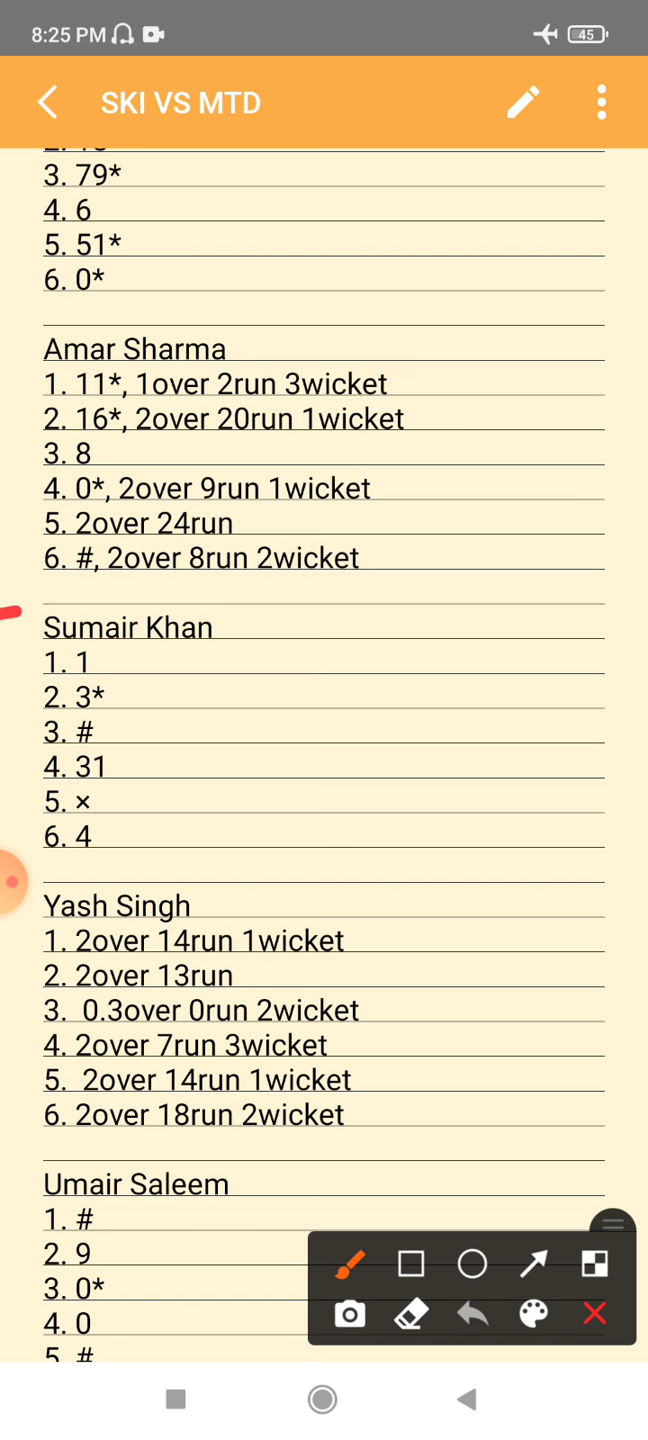 8:25 PM
45
SKI VS MTD
3. 79*
4. 6
5. 51*
6. 0*
Amar Sharma
1. 11*, 1over 2run 3wicket
2. 16*, 2over 20run 1wicket
3. 8
4. 0*, 2over 9run 1wicket
5. 2over 24run
6. #, 2over 8run 2wicket
Sumair Khan
1. 1
2. 3*
3. #
4. 31
5. ×
6. 4
Yash Singh
1. 2over 14run 1wicket
2. 2over 13run
3.  0.3over 0run 2wicket
4. 2over 7run 3wicket
5.  2over 14run 1wicket
6. 2over 18run 2wicket
Umair Saleem
1. #
2. 9
3. 0*
4. 0
5. #